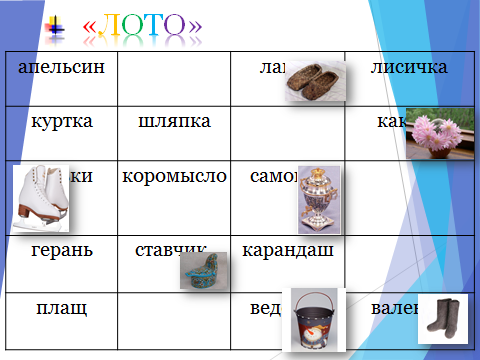 «ЛОТО»
апельсин лисичка
куртка шляпка
коромысло
герань ставчик карандаш
плащ